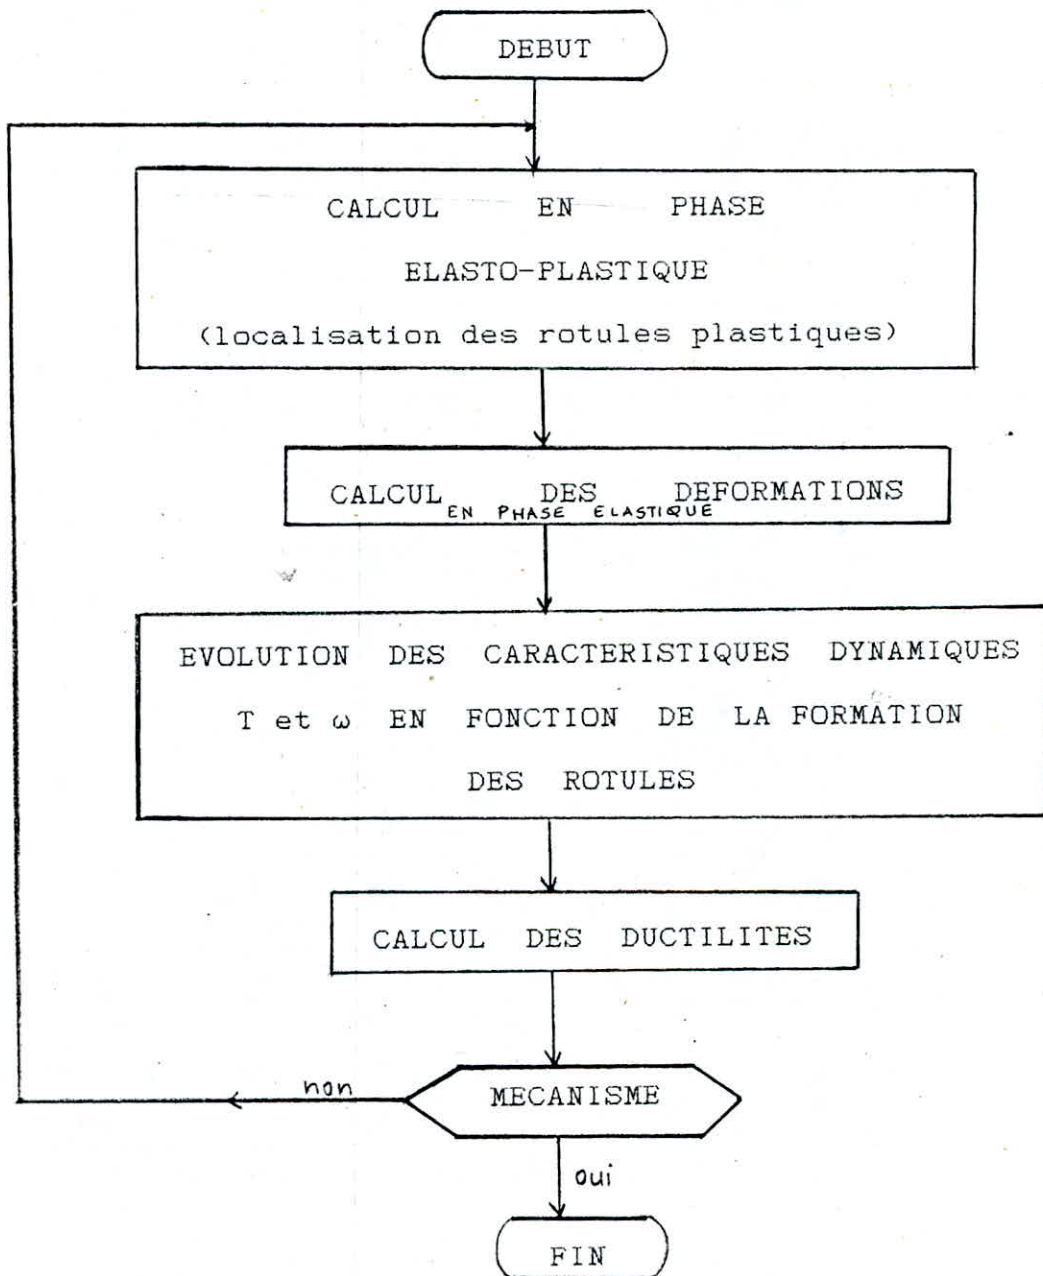 DEBUT
CALCUL EN PHASE
ELASTO-PLASTIQUE
(localisation des rotules plastiques)
CALCUL DES DEFORMATIONS
EN PHASE ELASTIQUE
EVOLUTION DES CARACTERISTIQUES DYNAMIQUES
T et ω EN FONCTION DE LA FORMATION
DES ROTULES
CALCUL DES DUCTILITES
MECANISME
non
oui
FIN